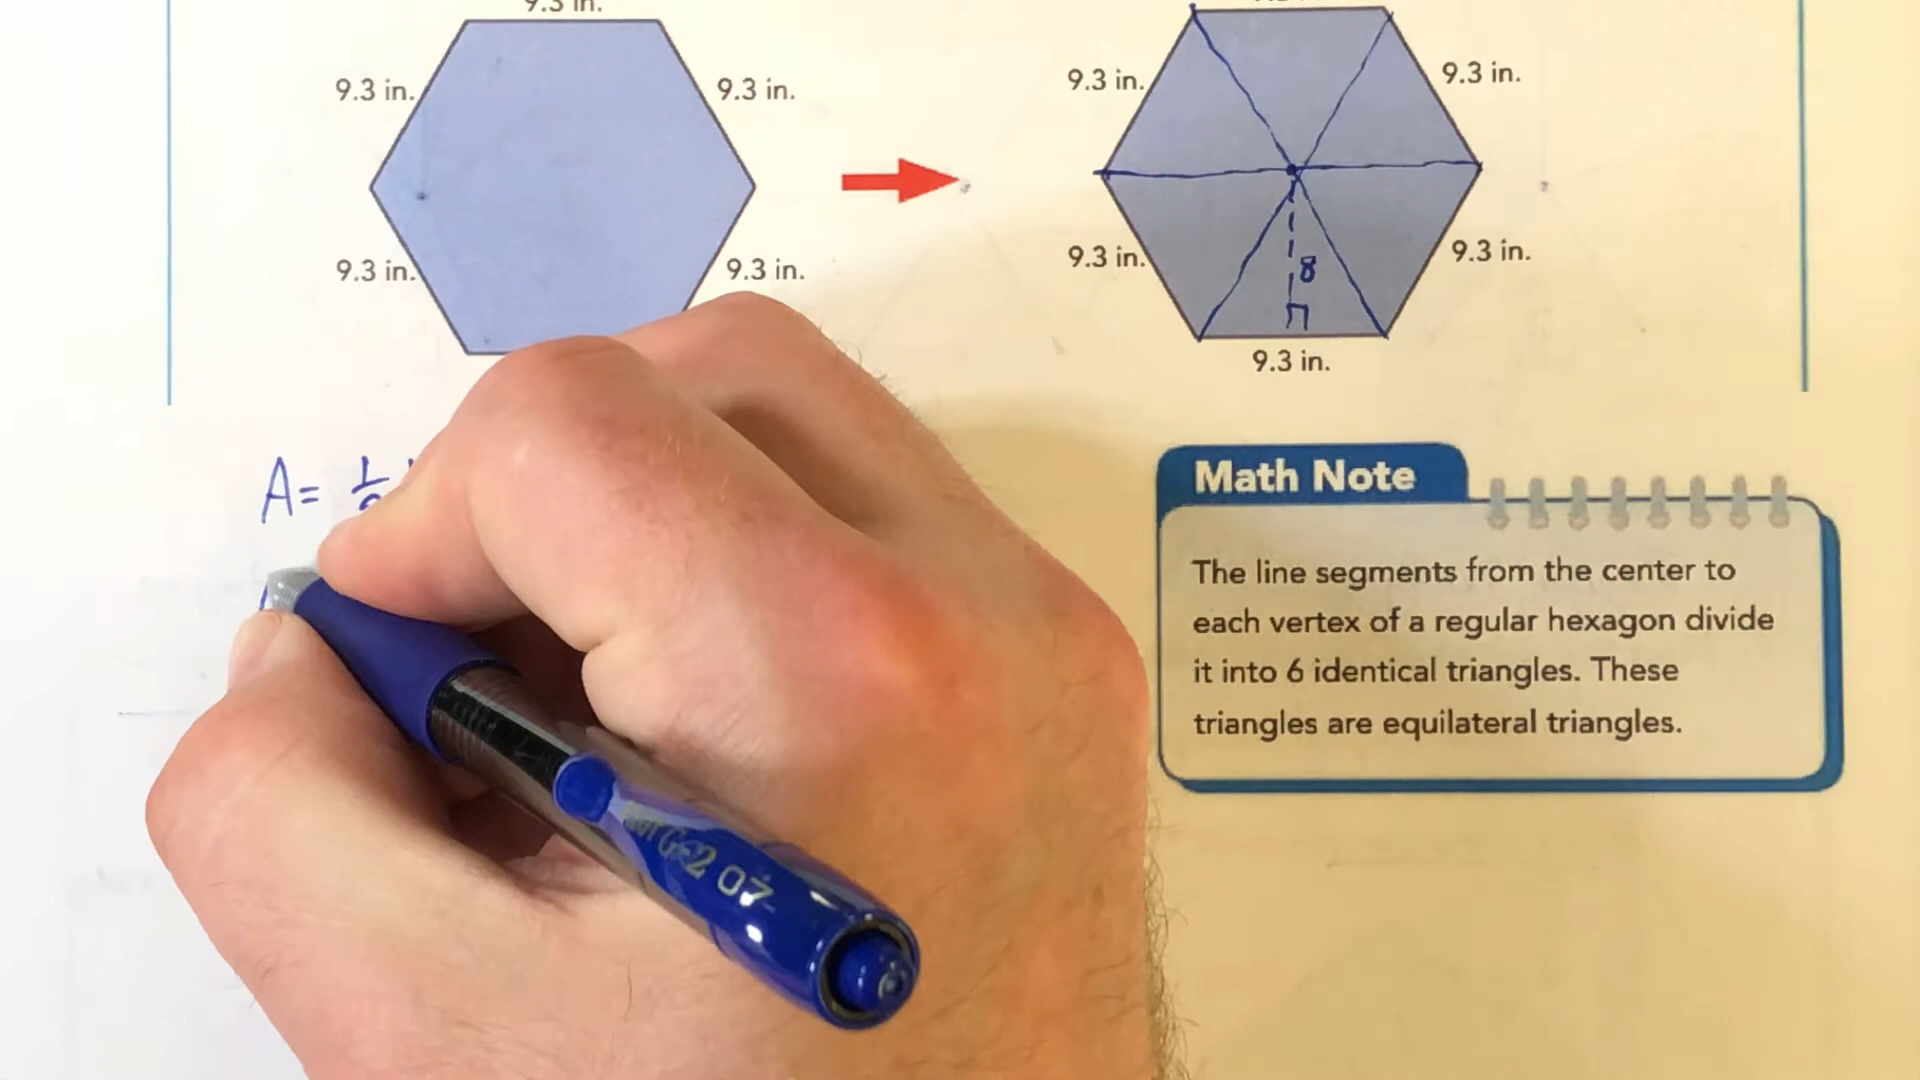 9.3 in.
9.3 in.
9.3 in.
9.3 in.
9.3 in.
9.3 in.
9.3 in.
9.3 in.
9.3 in.
8
9.3 in.
A= 1
Math Note
The line segments from the center to
each vertex of a regular hexagon divide
it into 6 identical triangles. These
triangles are equilateral triangles.
G-2 07